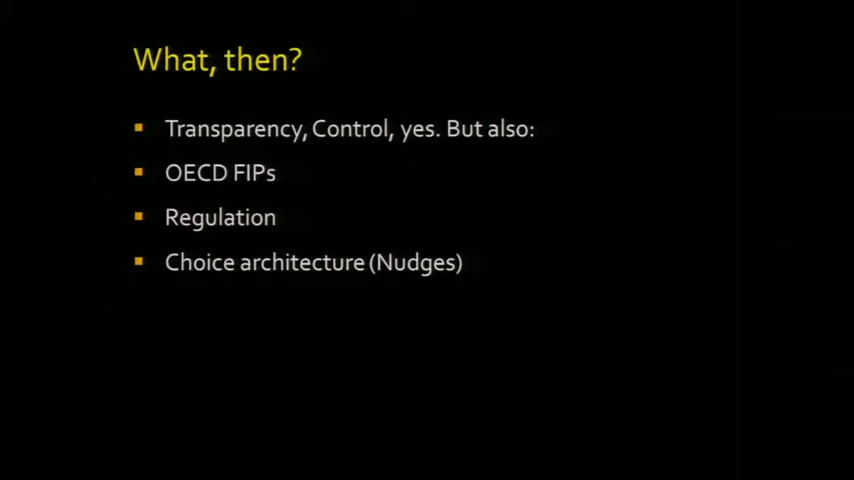 What, then?
Transparency, Control, yes. But also:
OECD FIPs
Regulation
Choice architecture (Nudges)